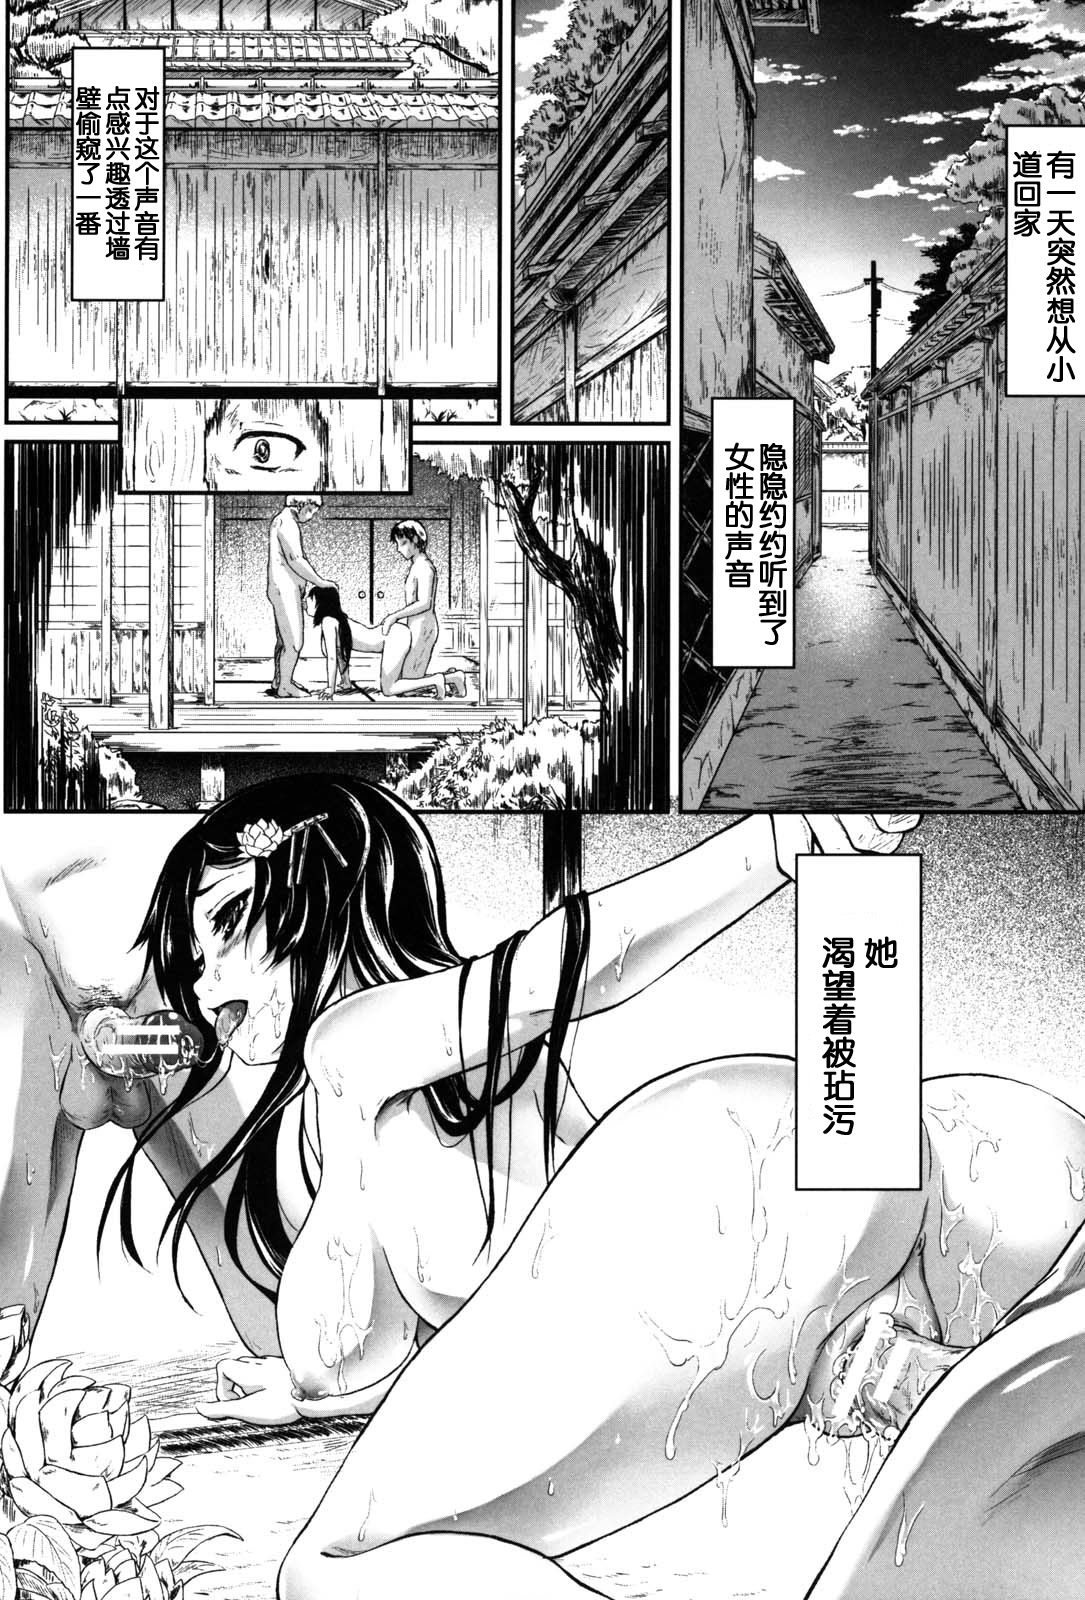 有一天突然想从小
道回家
隐隐约约听到了
女性的声音
对于这个声音有
点感兴趣透过墙
壁偷窥了一番
她
渴望着被玷污